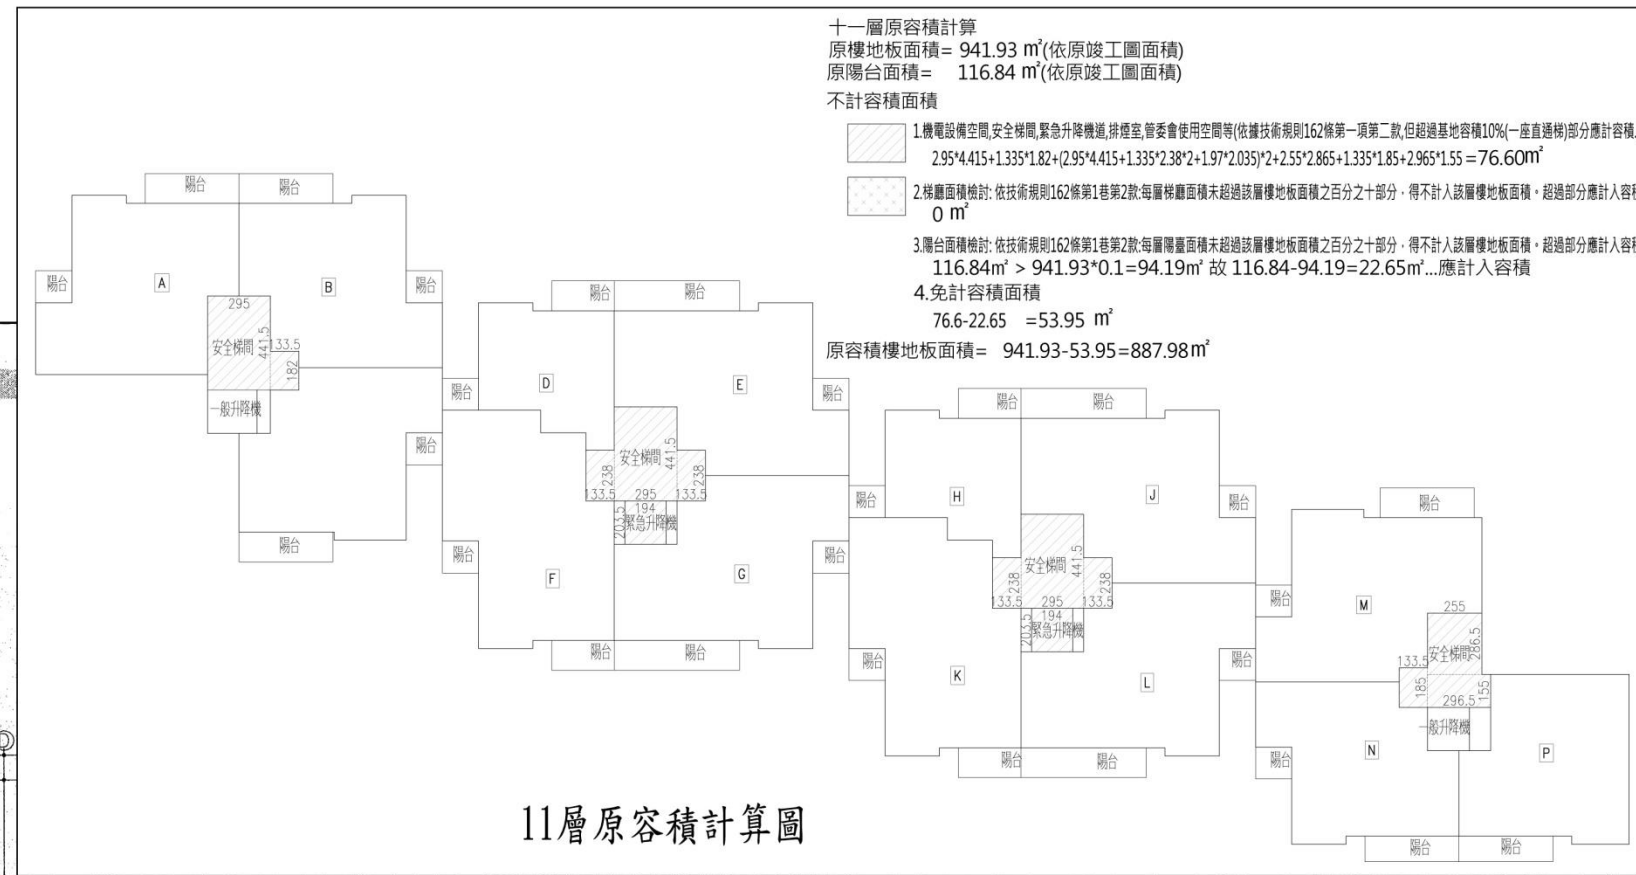 十一層原容積計算
原樓地板面積= 941.93 ㎡(依原竣工圖面積)
原陽台面積= 116.84 ㎡(依原竣工圖面積)
不計容積面積
1.機電設備空間,安全梯間,緊急升降機道,排煙室,管委會使用空間等(依據技術規則162條第一項第二款,但超過基地容積10%(一座直通梯)部分應計容積.
2.95*4.415+1.335*1.82+(2.95*4.415+1.335*2.38*2+1.97*2.035)*2+2.55*2.865+1.335*1.85+2.965*1.55=76.60㎡
2.梯廳面積檢討: 依技術規則162條第1巷第2款:每層梯廳面積未超過該層樓地板面積之百分之十部分，得不計入該層樓地板面積。超過部分應計入容積
0 ㎡
3.陽台面積檢討: 依技術規則162條第1巷第2款:每層陽臺面積未超過該層樓地板面積之百分之十部分，得不計入該層樓地板面積。超過部分應計入容積
116.84㎡ > 941.93*0.1=94.19㎡ 故 116.84-94.19=22.65㎡...應計入容積
4.免計容積面積
76.6-22.65 =53.95 ㎡
原容積樓地板面積= 941.93-53.95=887.98㎡
陽台 陽台
陽台 A B 陽台
295
安全梯間 441.5 133.5
182
一般升降機
陽台
陽台
陽台 陽台
陽台 D E 陽台
安全梯間 441.5
238 238
133.5 295 133.5
194
203.5 緊急升降機
陽台 F G 陽台
陽台 陽台
陽台 陽台
陽台 H J 陽台
安全梯間 441.5
238 238
133.5 295 133.5
194
203.5 緊急升降機
陽台 K L 陽台
陽台 陽台
陽台
陽台 M
255
安全梯間 286.5
133.5
185 155
296.5
一般升降機
陽台 N P
陽台 陽台
11層原容積計算圖